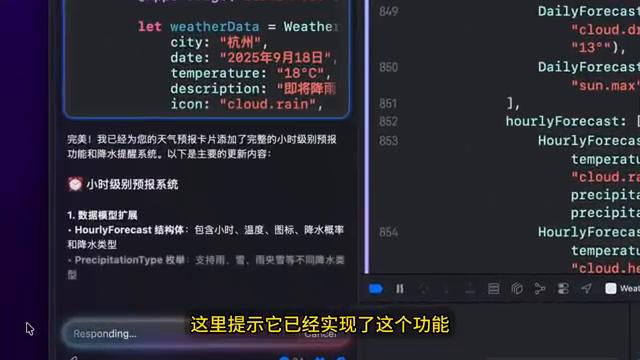 let weatherData = Weather
city: "杭州",
date: "2025年9月18日",
temperature: "18°C",
description: "即将降雨
icon: "cloud.rain",
完美！我已经为您的天气预报卡片添加了完整的小时级别预报
功能和降水提醒系统。以下是主要的更新内容：
⏰ 小时级别预报系统
1. 数据模型扩展
• HourlyForecast 结构体：包含小时、温度、图标、降水概率
和降水类型
• PrecipitationType 枚举：支持雨、雪、雨夹雪等不同降水类
型
Responding...
Cancel
849
DailyForecast
"cloud.dr
"13°"),
850
DailyForecast
"sun.max"
851
],
852
hourlyForecast: [
853
HourlyForecas
temperatu
"cloud.ra
precipita
precipita
854
HourlyForecas
temperatu
"cloud.he
Weat
这里提示它已经实现了这个功能